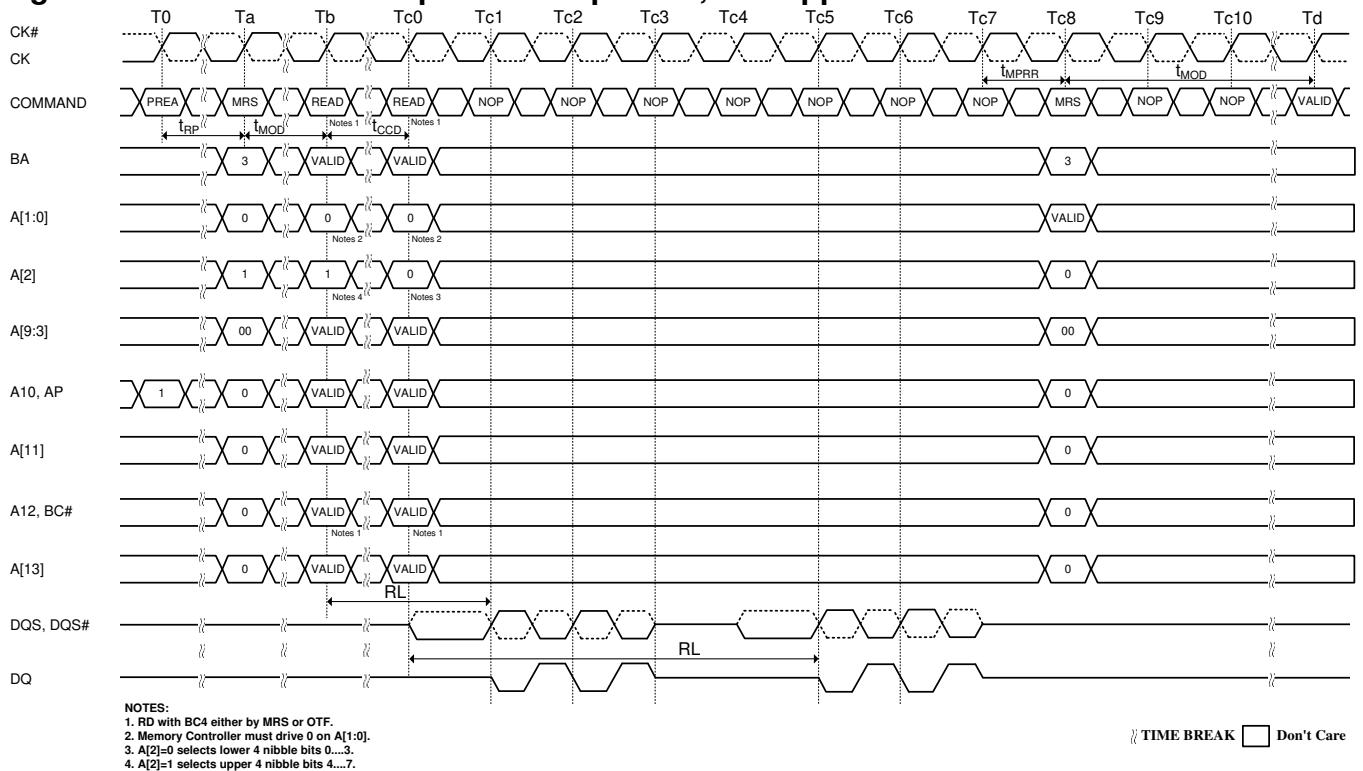 T0 Ta Tb Tc0 Tc1 Tc2 Tc3 Tc4 Tc5 Tc6 Tc7 Tc8 Tc9 Tc10 Td
CK#
CK
tMPRR tMOD
COMMAND PREA MRS READ READ NOP NOP NOP NOP NOP NOP NOP MRS NOP NOP VALID
Notes 1 Notes 1
tRP tMOD tCCD
BA 3 VALID VALID 3
A[1:0] 0 0 0 VALID
Notes 2 Notes 2
A[2] 1 1 0 0
Notes 4 Notes 3
A[9:3] 00 VALID VALID 00
A10, AP 1 0 VALID VALID 0
A[11] 0 VALID VALID 0
A12, BC# 0 VALID VALID 0
Notes 1 Notes 1
A[13] 0 VALID VALID 0
RL
DQS, DQS#
RL
DQ
NOTES:
1. RD with BC4 either by MRS or OTF.
2. Memory Controller must drive 0 on A[1:0].
3. A[2]=0 selects lower 4 nibble bits 0....3.
4. A[2]=1 selects upper 4 nibble bits 4....7.
TIME BREAK Don't Care